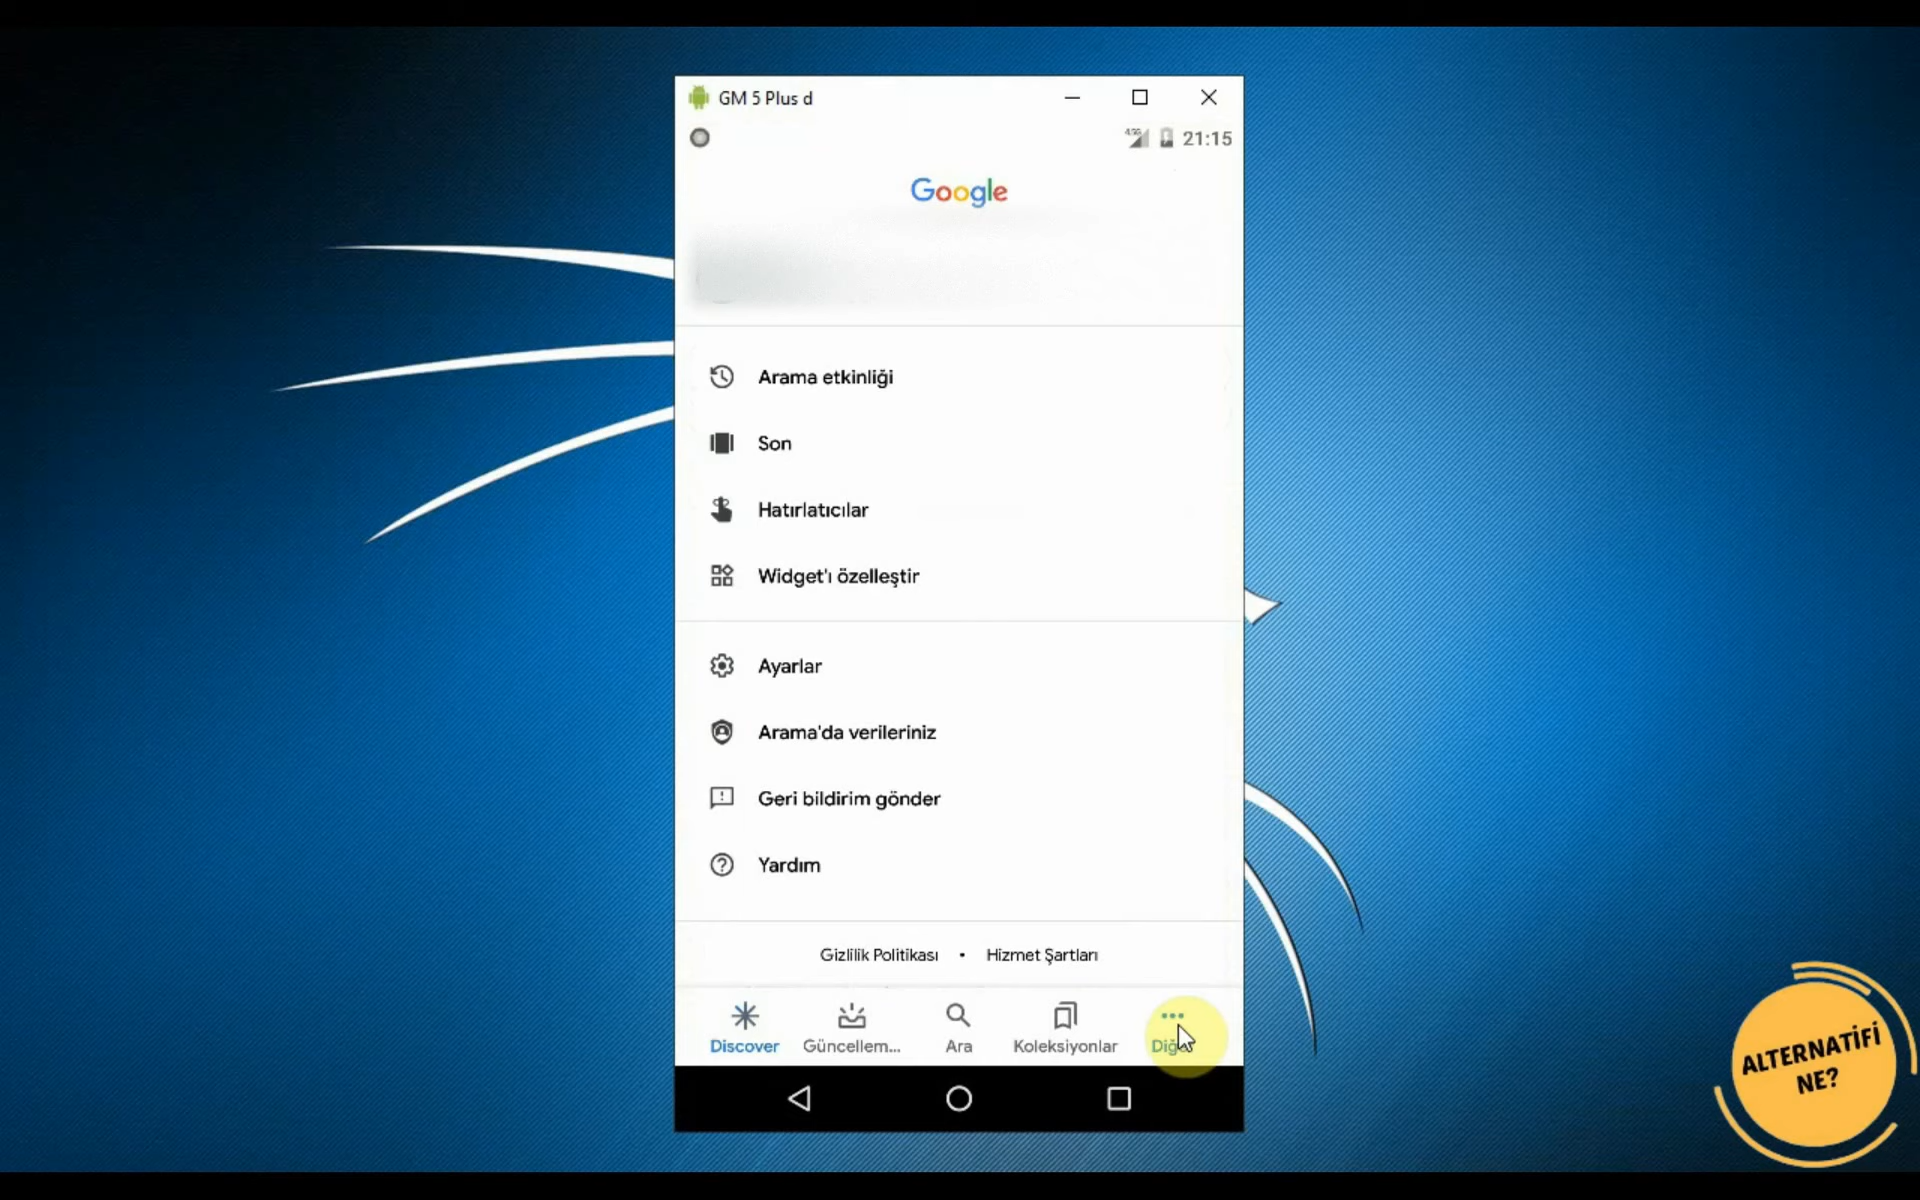 GM 5 Plus d
21:15
Google
Arama etkinliği
Son
Hatırlatıcılar
Widget'ı özelleştir
Ayarlar
Arama'da verileriniz
Geri bildirim gönder
Yardım
Gizlilik Politikası • Hizmet Şartları
Discover Güncellem... Ara Koleksiyonlar
ALTERNATİFİ
NE?